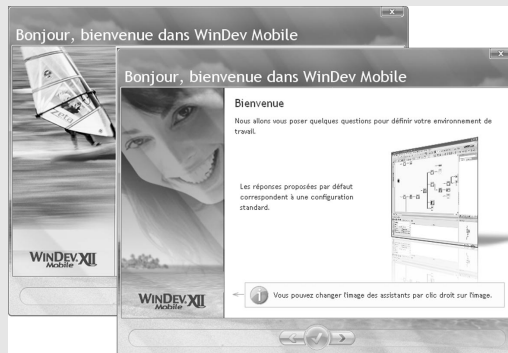 Bonjour, bienvenue dans WinDev Mobile
WINDEV.XII
Mobile
Bonjour, bienvenue dans WinDev Mobile
Bienvenue
Nous allons vous poser quelques questions pour définir votre environnement de
travail.
Les réponses proposées par défaut
correspondent à une configuration
standard.
Vous pouvez changer l'image des assistants par clic droit sur l'image.
WINDEV.XII
Mobile